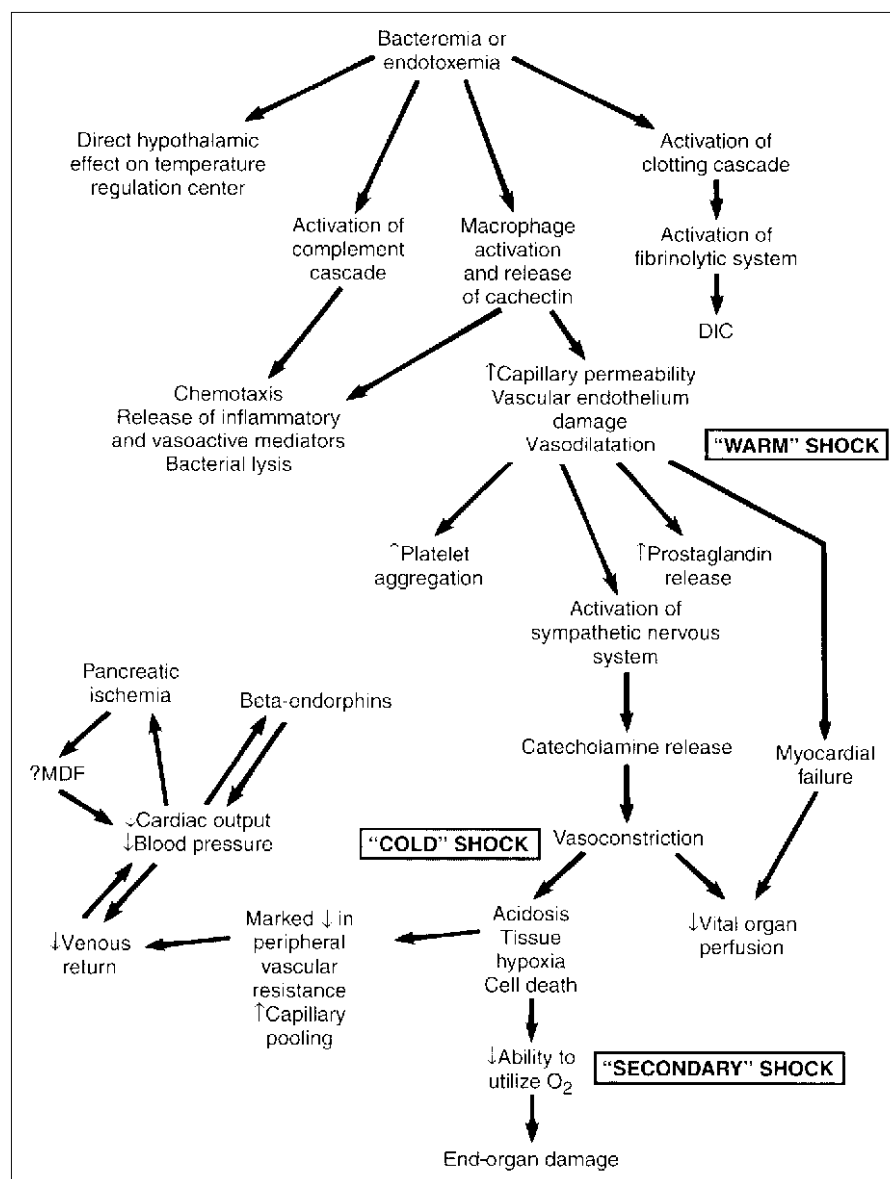 Bacteremia or
endotoxemia
Direct hypothalamic
effect on temperature
regulation center
Activation of
clotting cascade
Activation of
complement
cascade
Macrophage
activation
and release
of cachectin
Activation of
fibrinolytic system
DIC
Chemotaxis
Release of inflammatory
and vasoactive mediators
Bacterial lysis
↑Capillary permeability
Vascular endothelium
damage
Vasodilatation
"WARM" SHOCK
↑Platelet
aggregation
↑Prostaglandin
release
Activation of
sympathetic nervous
system
Pancreatic
ischemia
Beta-endorphins
Catecholamine release
Myocardial
failure
?MDF
↓Cardiac output
↓Blood pressure
"COLD" SHOCK
Vasoconstriction
↓Venous
return
Marked ↓ in
peripheral
vascular
resistance
↑Capillary
pooling
Acidosis
Tissue
hypoxia
Cell death
↓Vital organ
perfusion
↓Ability to
utilize O₂
"SECONDARY" SHOCK
End-organ damage